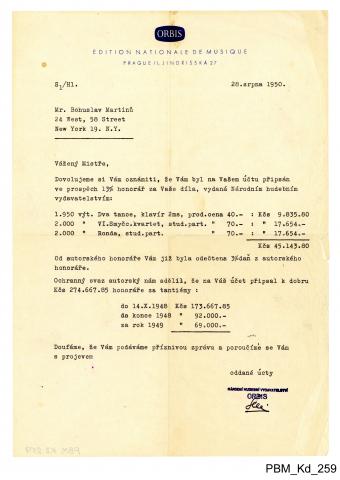 ORBIS
ÉDITION NATIONALE DE MUSIQUE
PRAGUE II, JINDŘIŠSKÁ 27
S1/Hl. 28.srpna 1950.
Mr. Bohuslav Martinů
24 West, 58 Street
New York 19. N.Y.
Vážený Mistře,
Dovolujeme si Vám oznámiti, že Vám byl na Vašem účtu připsán
ve prospěch 13% honorář za Vaše díla, vydaná Národním hudebním
vydavatelstvím:
1.950 výt. Dva tance, klavír 2ms, prod.cena 40.- : Kčs 9.835.80
2.000 " VI.Smyčc.kvartet, stud.part. " 70.- : " 17.654.-
2.000 " Ronda, stud.part. " 70.- : " 17.654.-
Kčs 45.143.80
Od autorského honoráře Vám již byla odečtena 3% daň z autorského
honoráře.
Ochranný svaz autorský nám sdělil, že na Váš účet připsal k dobru
Kčs 274.667.85 honoráře za tantiémy :
do 14.X.1948 Kčs 173.667.85
do konce 1948 " 92.000.-
za rok 1949 " 69.000.-
Doufáme, že Vám podáváme příznivou zprávu a poroučíme se Vám
s projevem
oddané úcty
NÁRODNÍ HUDEBNÍ VYDAVATELSTVÍ
ORBIS
PBM_Kd_259